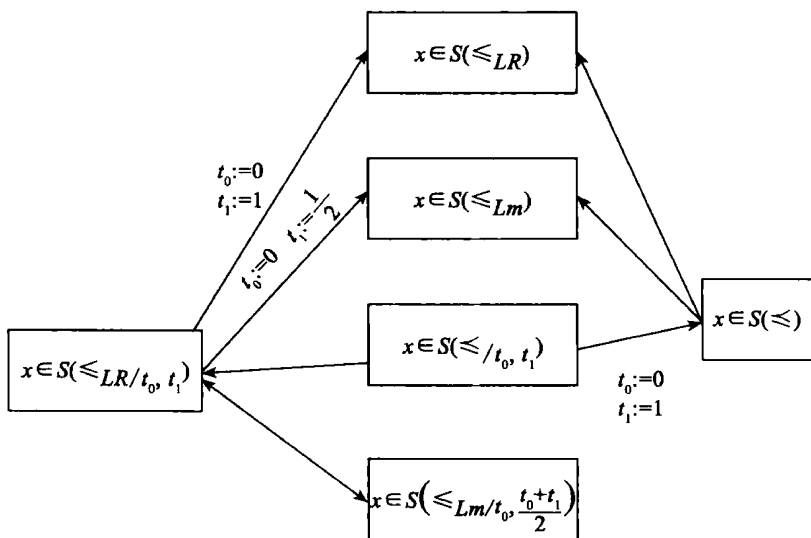 x∈S(≤_{LR})
t₀:=0
t₁:=1
x∈S(≤_{Lm})
t₀:=0 t₁:=1/2
x∈S(≤_{LR/t₀, t₁})
x∈S(⩽_{/t₀, t₁})
x∈S(⩽)
t₀:=0
t₁:=1
x∈S(≤_{Lm/t₀, (t₀+t₁)/2})